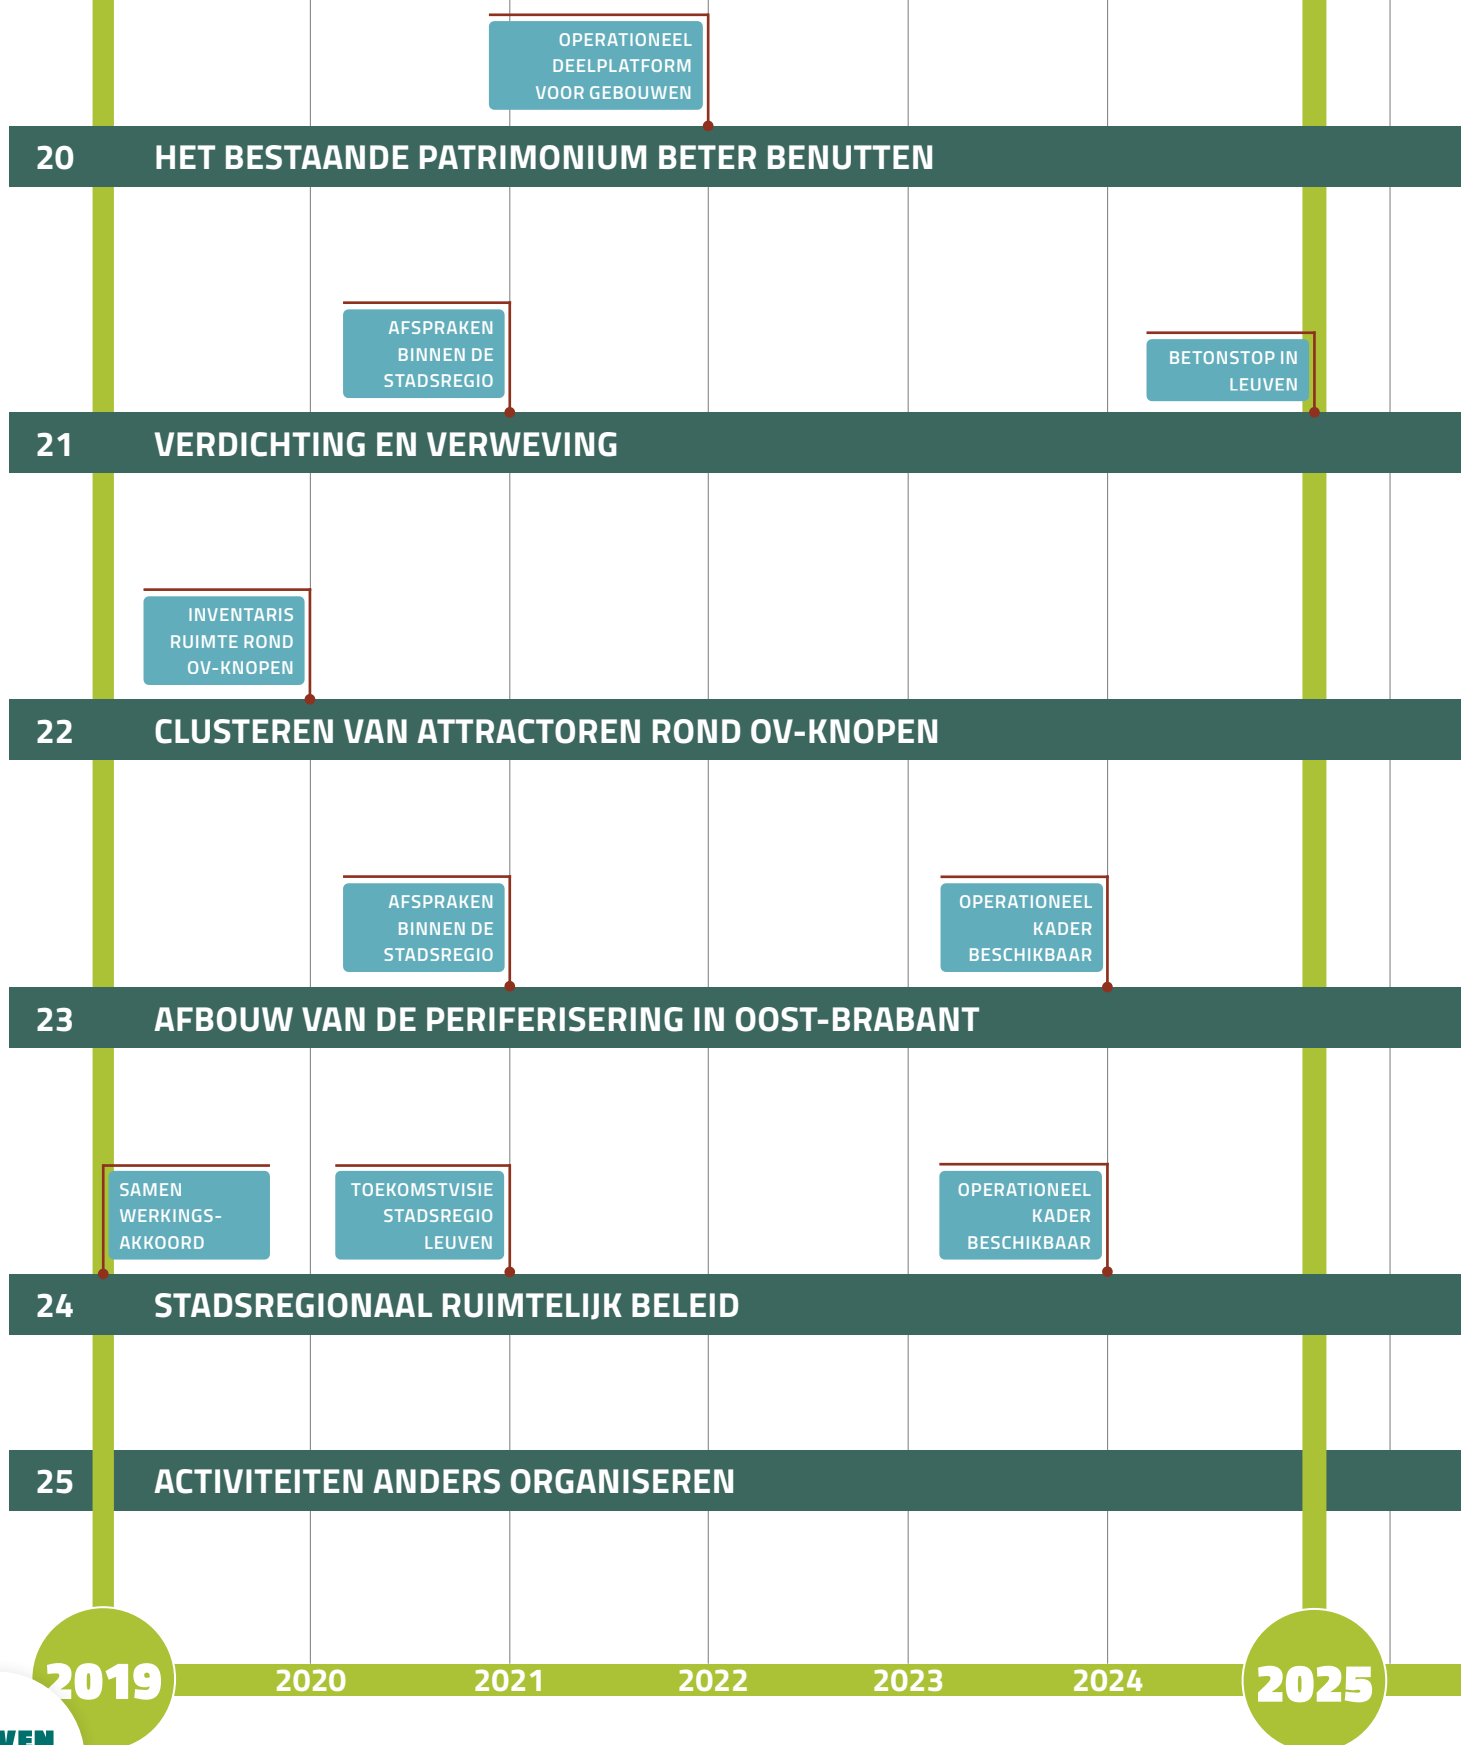 OPERATIONEEL
DEELPLATFORM
VOOR GEBOUWEN
20 HET BESTAANDE PATRIMONIUM BETER BENUTTEN
AFSPRAKEN
BINNEN DE
STADSREGIO
BETONSTOP IN
LEUVEN
21 VERDICHTING EN VERWEVING
INVENTARIS
RUIMTE ROND
OV-KNOPEN
22 CLUSTEREN VAN ATTRACTOREN ROND OV-KNOPEN
AFSPRAKEN
BINNEN DE
STADSREGIO
OPERATIONEEL
KADER
BESCHIKBAAR
23 AFBOUW VAN DE PERIFERISERING IN OOST-BRABANT
SAMEN
WERKINGS-
AKKOORD
TOEKOMSTVISIE
STADSREGIO
LEUVEN
OPERATIONEEL
KADER
BESCHIKBAAR
24 STADSREGIONAAL RUIMTELIJK BELEID
25 ACTIVITEITEN ANDERS ORGANISEREN
2019 2020 2021 2022 2023 2024 2025